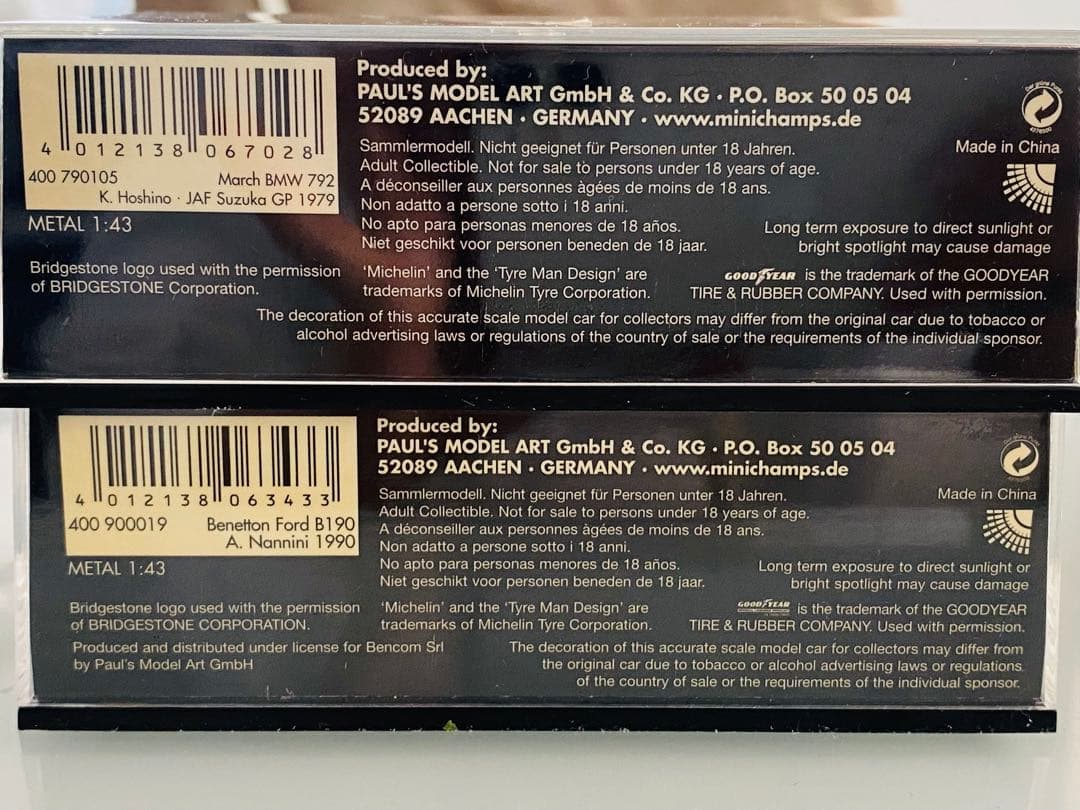 Produced by:
PAUL'S MODEL ART GmbH & Co. KG · P.O. Box 50 05 04
52089 AACHEN · GERMANY · www.minichamps.de
4 012138 067028
400 790105 March BMW 792
K. Hoshino · JAF Suzuka GP 1979
METAL 1:43
Sammlermodell. Nicht geeignet für Personen unter 18 Jahren.
Adult Collectible. Not for sale to persons under 18 years of age.
A déconseiller aux personnes àgées de moins de 18 ans.
Non adatto a persone sotto i 18 anni.
No apto para personas menores de 18 años.
Niet geschikt voor personen beneden de 18 jaar.
Made in China
Long term exposure to direct sunlight or
bright spotlight may cause damage
Bridgestone logo used with the permission
of BRIDGESTONE Corporation.
'Michelin' and the 'Tyre Man Design' are
trademarks of Michelin Tyre Corporation.
GOODYEAR is the trademark of the GOODYEAR
TIRE & RUBBER COMPANY. Used with permission.
The decoration of this accurate scale model car for collectors may differ from the original car due to tobacco or
alcohol advertising laws or regulations of the country of sale or the requirements of the individual sponsor.
Produced by:
PAUL'S MODEL ART GmbH & Co. KG · P.O. Box 50 05 04
52089 AACHEN · GERMANY · www.minichamps.de
4 012138 063433
400 900019 Benetton Ford B190
A. Nannini 1990
METAL 1:43
Sammlermodell. Nicht geeignet für Personen unter 18 Jahren.
Adult Collectible. Not for sale to persons under 18 years of age.
A déconseiller aux personnes àgées de moins de 18 ans.
Non adatto a persone sotto i 18 anni.
No apto para personas menores de 18 años.
Niet geschikt voor personen beneden de 18 jaar.
Made in China
Long term exposure to direct sunlight or
bright spotlight may cause damage
Bridgestone logo used with the permission
of BRIDGESTONE CORPORATION.
'Michelin' and the 'Tyre Man Design' are
trademarks of Michelin Tyre Corporation.
GOODYEAR is the trademark of the GOODYEAR
TIRE & RUBBER COMPANY. Used with permission.
Produced and distributed under license for Bencom Srl
by Paul's Model Art GmbH
The decoration of this accurate scale model car for collectors may differ from
the original car due to tobacco or alcohol advertising laws or regulations
of the country of sale or the requirements of the individual sponsor.